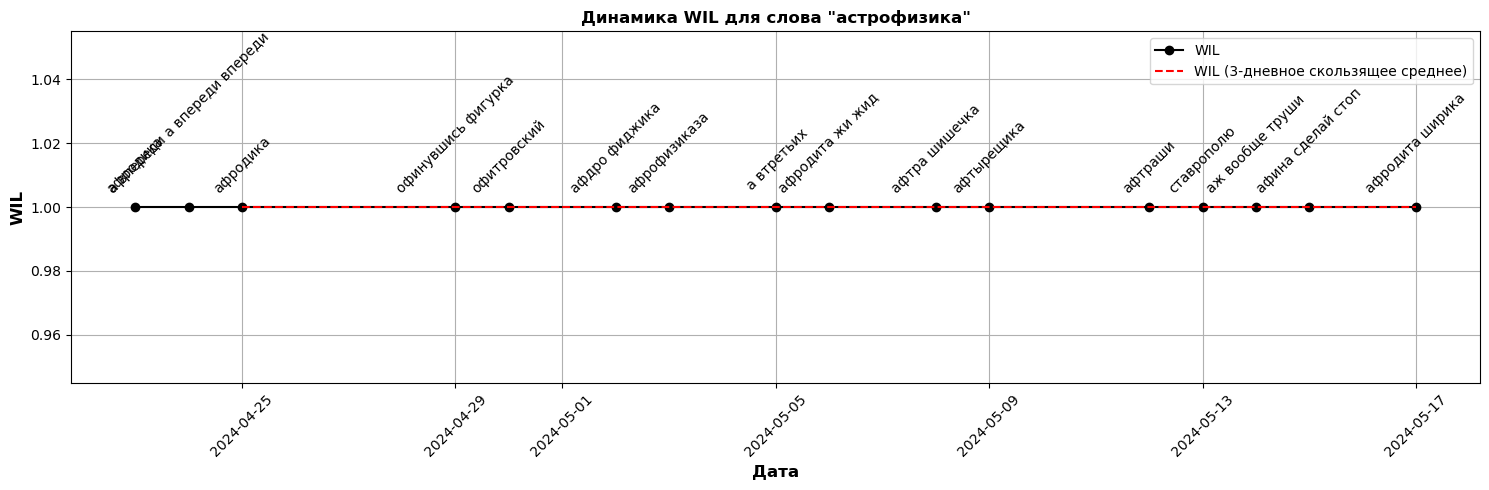 Динамика WIL для слова "астрофизика"
WIL
WIL (3-дневное скользящее среднее)
1.04
1.02
1.00
0.98
0.96
WIL
а впереди а впереди впереди
афродика
офинувшись фигурка
офитровский
афдро фиджика
афрофизиказа
а втретьих
афродита жи жид
афтра шишечка
афтырещика
афтраши
ставрополю
аж вообще труши
афина сделай стоп
афродита ширика
2024-04-25
2024-04-29
2024-05-01
2024-05-05
2024-05-09
2024-05-13
2024-05-17
Дата